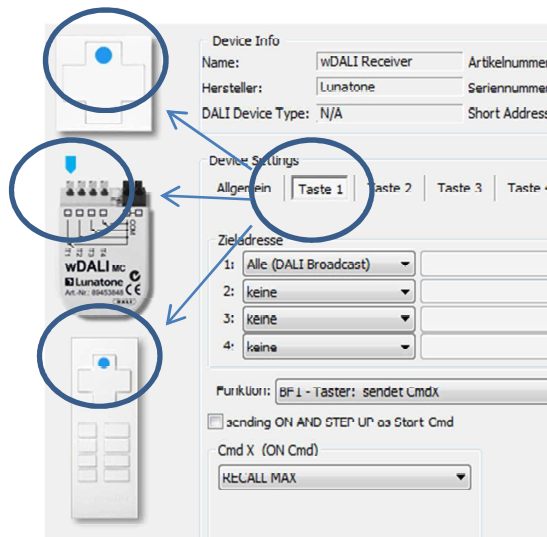 Device Info
Name: wDALI Receiver Artikelnummer
Hersteller: Lunatone Seriennummer
DALI Device Type: N/A Short Address
Device Settings
Allgemein Taste 1 Taste 2 Taste 3 Taste 4
Zieladresse
1: Alle (DALI Broadcast)
2: keine
3: keine
4: keine
Funktion: BF1 - Taster: sendet CmdX
sending ON AND STEP UP as Start Cmd
Cmd X (ON Cmd)
RECALL MAX
wDALI MC
Lunatone CE
Art.-Nr.: 89453848
DALI